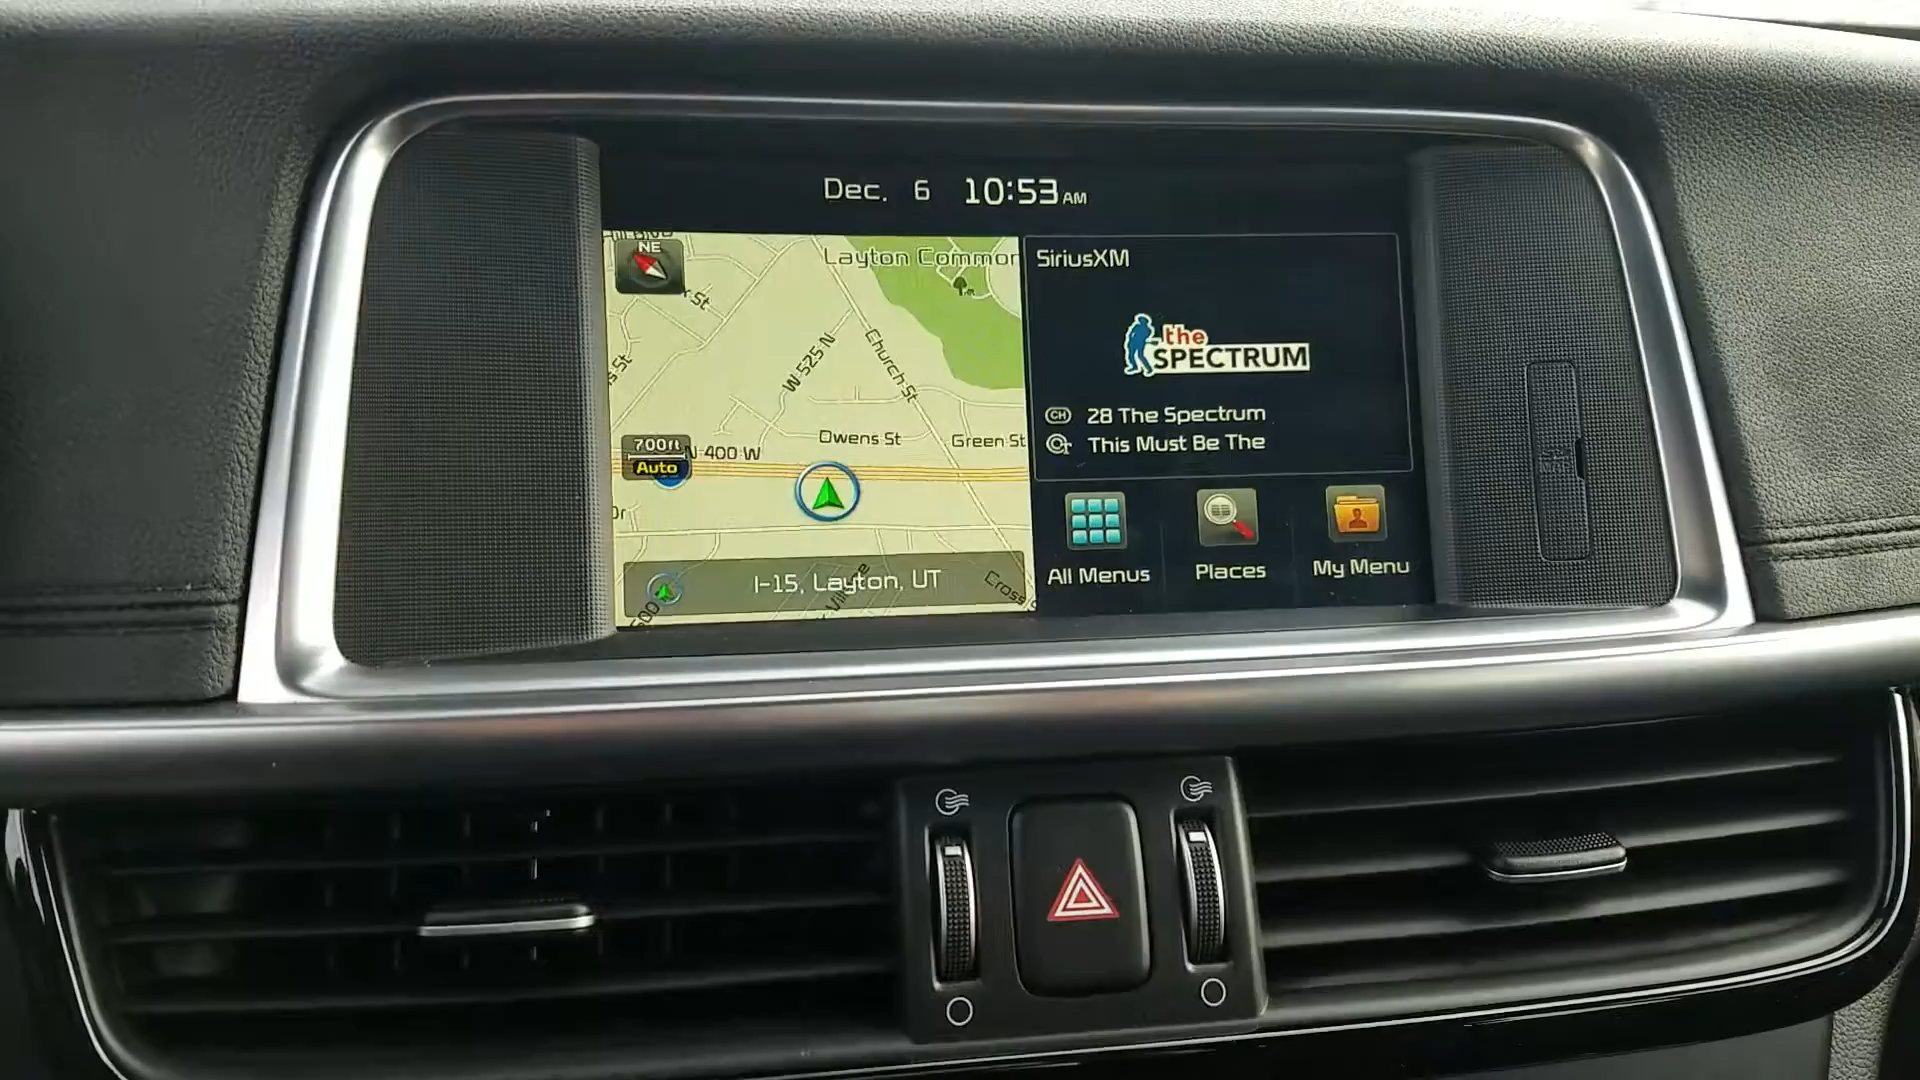 Dec. 6 10:53 AM
NE
Layton Common
SiriusXM
r St
the
SPECTRUM
W 525 N
Church St
s St
CH 28 The Spectrum
This Must Be The
Owens St
Green St
700ft
N 400 W
Auto
Dr
All Menus
Places
My Menu
I-15, Layton, UT
Cross